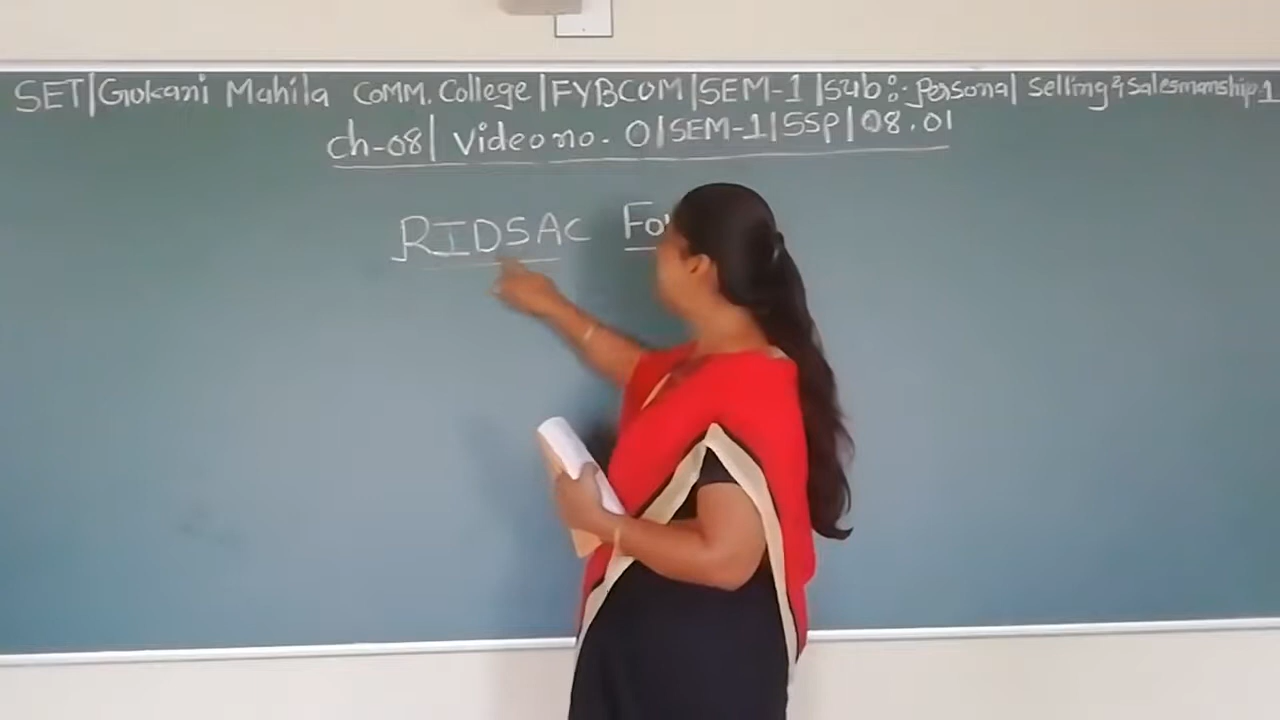 SET|Gokani Mahila COMM. College|FYBCOM|SEM-1|Sub:- Personal Selling & Salesmanship-1
ch-08| Video no. 0|SEM-1|SSP|08.01
RIDSAC Fo